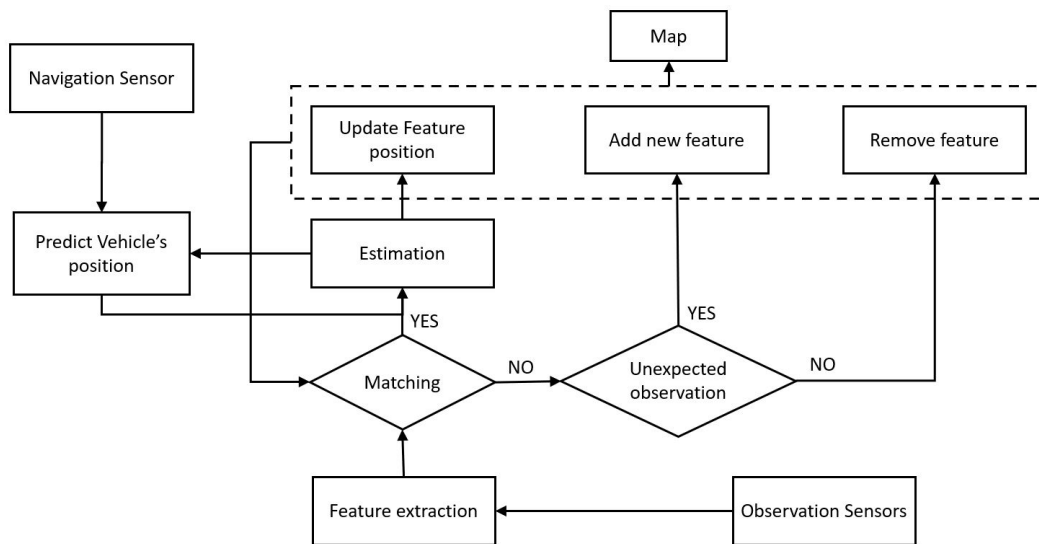 Map
Navigation Sensor
Update Feature
position
Add new feature
Remove feature
Predict Vehicle's
position
Estimation
YES
YES
Matching
NO
Unexpected
observation
NO
Feature extraction
Observation Sensors